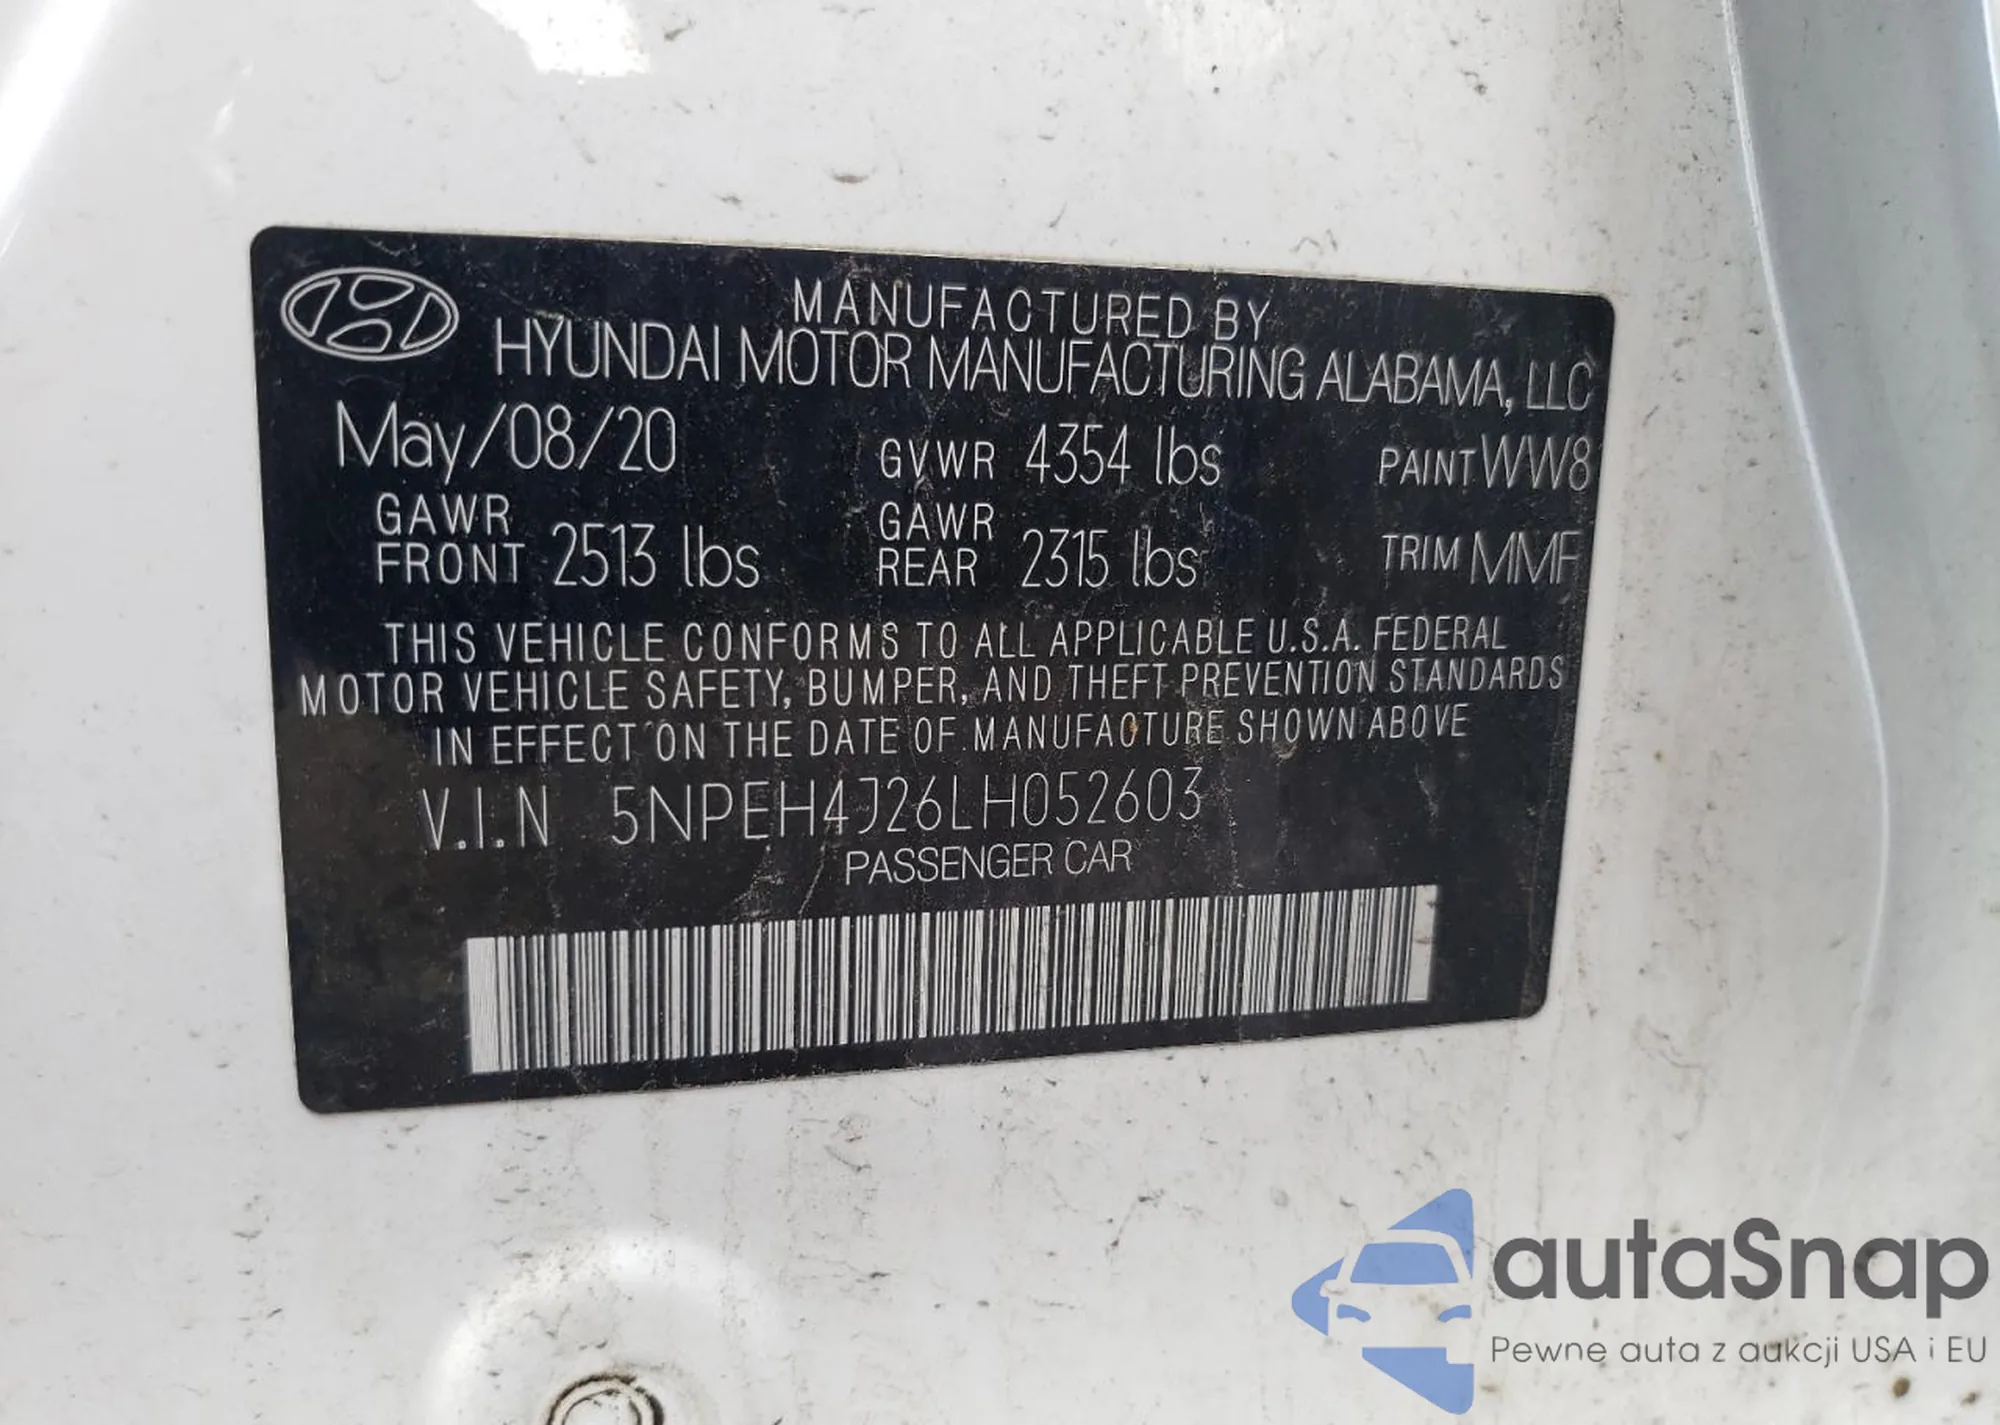 MANUFACTURED BY
HYUNDAI MOTOR MANUFACTURING ALABAMA, LLC
May/08/20 GVWR 4354 lbs PAINT WW8
GAWR FRONT 2513 lbs GAWR REAR 2315 lbs TRIM MMF
THIS VEHICLE CONFORMS TO ALL APPLICABLE U.S.A. FEDERAL
MOTOR VEHICLE SAFETY, BUMPER, AND THEFT PREVENTION STANDARDS
IN EFFECT ON THE DATE OF MANUFACTURE SHOWN ABOVE
V.I.N 5NPEH4J26LH052603
PASSENGER CAR
autaSnap
Pewne auta z aukcji USA i EU